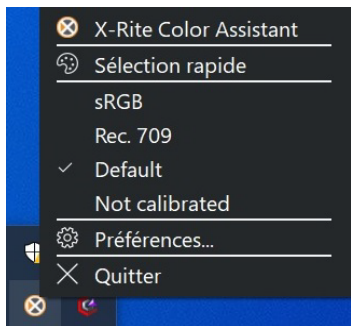 X-Rite Color Assistant
Sélection rapide
sRGB
Rec. 709
Default
Not calibrated
Préférences...
Quitter